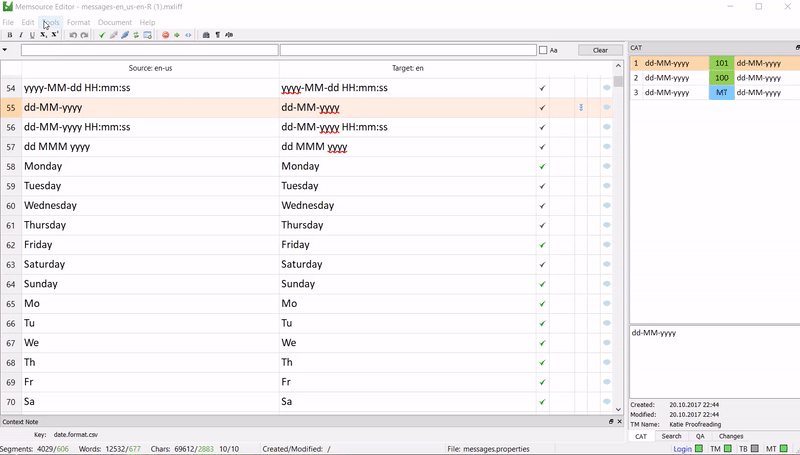 Memsource Editor - messages-en_us-en-R (1).mxliff
File Edit Tools Format Document Help
B I U X₂ X²
Aa Clear
Source: en-us Target: en
54 yyyy-MM-dd HH:mm:ss yyyy-MM-dd HH:mm:ss
55 dd-MM-yyyy dd-MM-yyyy
56 dd-MM-yyyy HH:mm:ss dd-MM-yyyy HH:mm:ss
57 dd MMM yyyy dd MMM yyyy
58 Monday Monday
59 Tuesday Tuesday
60 Wednesday Wednesday
61 Thursday Thursday
62 Friday Friday
63 Saturday Saturday
64 Sunday Sunday
65 Mo Mo
66 Tu Tu
67 We We
68 Th Th
69 Fr Fr
70 Sa Sa
Context Note
Key: date.format.csv
Segments: 4029/606 Words: 12532/677 Chars: 69612/2883 10/10 Created/Modified: / File: messages.properties
CAT
1 dd-MM-yyyy 101 dd-MM-yyyy
2 dd-MM-yyyy 100 dd-MM-yyyy
3 dd-MM-yyyy MT dd-MM-yyyy
dd-MM-yyyy
Created: 20.10.2017 22:44
Modified: 20.10.2017 22:44
TM Name: Katie Proofreading
CAT Search QA Changes
Login TM TB MT